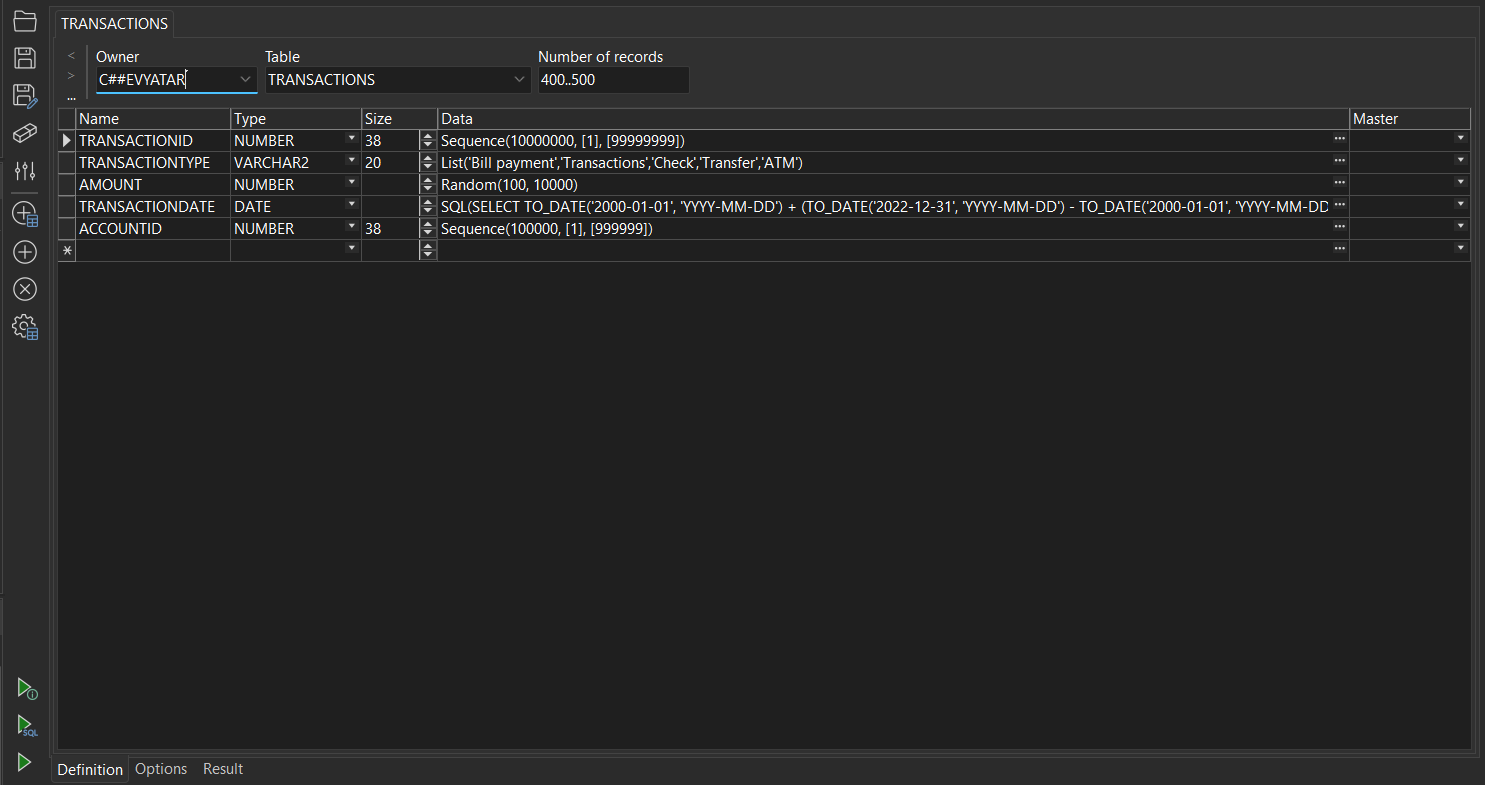 TRANSACTIONS
Owner Table Number of records
C##EVYATAR TRANSACTIONS 400..500
Name Type Size Data Master
TRANSACTIONID NUMBER 38 Sequence(10000000, [1], [99999999])
TRANSACTIONTYPE VARCHAR2 20 List('Bill payment','Transactions','Check','Transfer','ATM')
AMOUNT NUMBER Random(100, 10000)
TRANSACTIONDATE DATE SQL(SELECT TO_DATE('2000-01-01', 'YYYY-MM-DD') + (TO_DATE('2022-12-31', 'YYYY-MM-DD') - TO_DATE('2000-01-01', 'YYYY-MM-DD
ACCOUNTID NUMBER 38 Sequence(100000, [1], [999999])
SQL
Definition Options Result